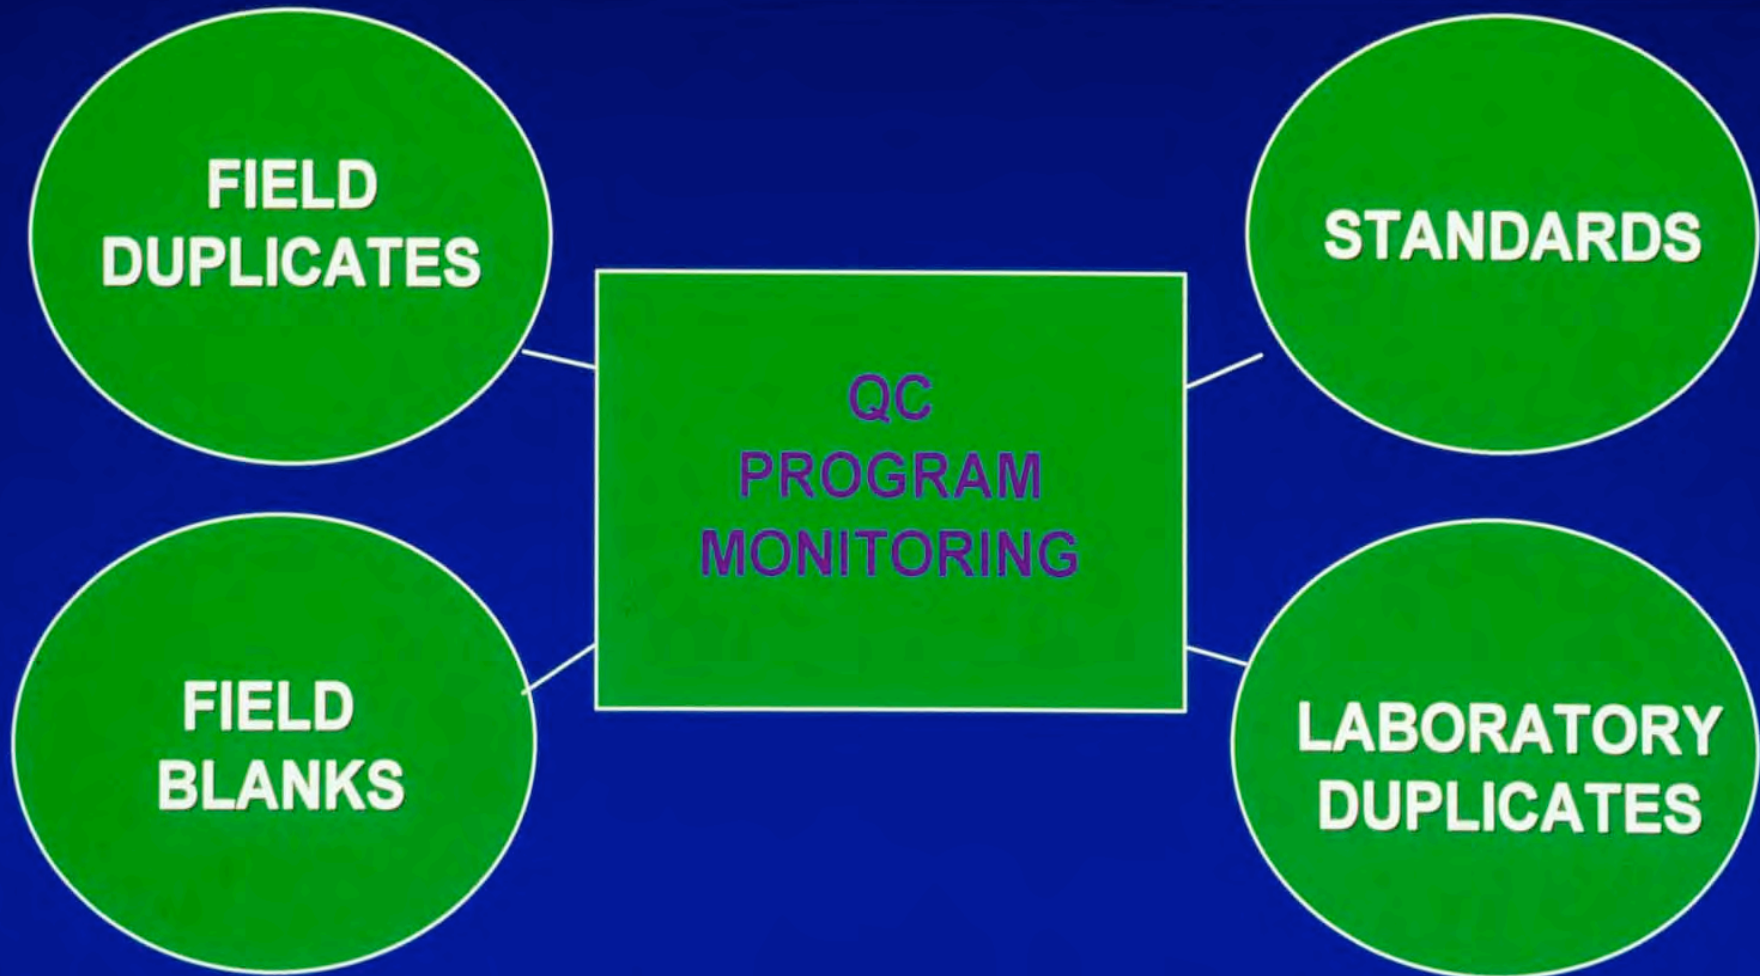 FIELD
DUPLICATES
STANDARDS
QC
PROGRAM
MONITORING
FIELD
BLANKS
LABORATORY
DUPLICATES